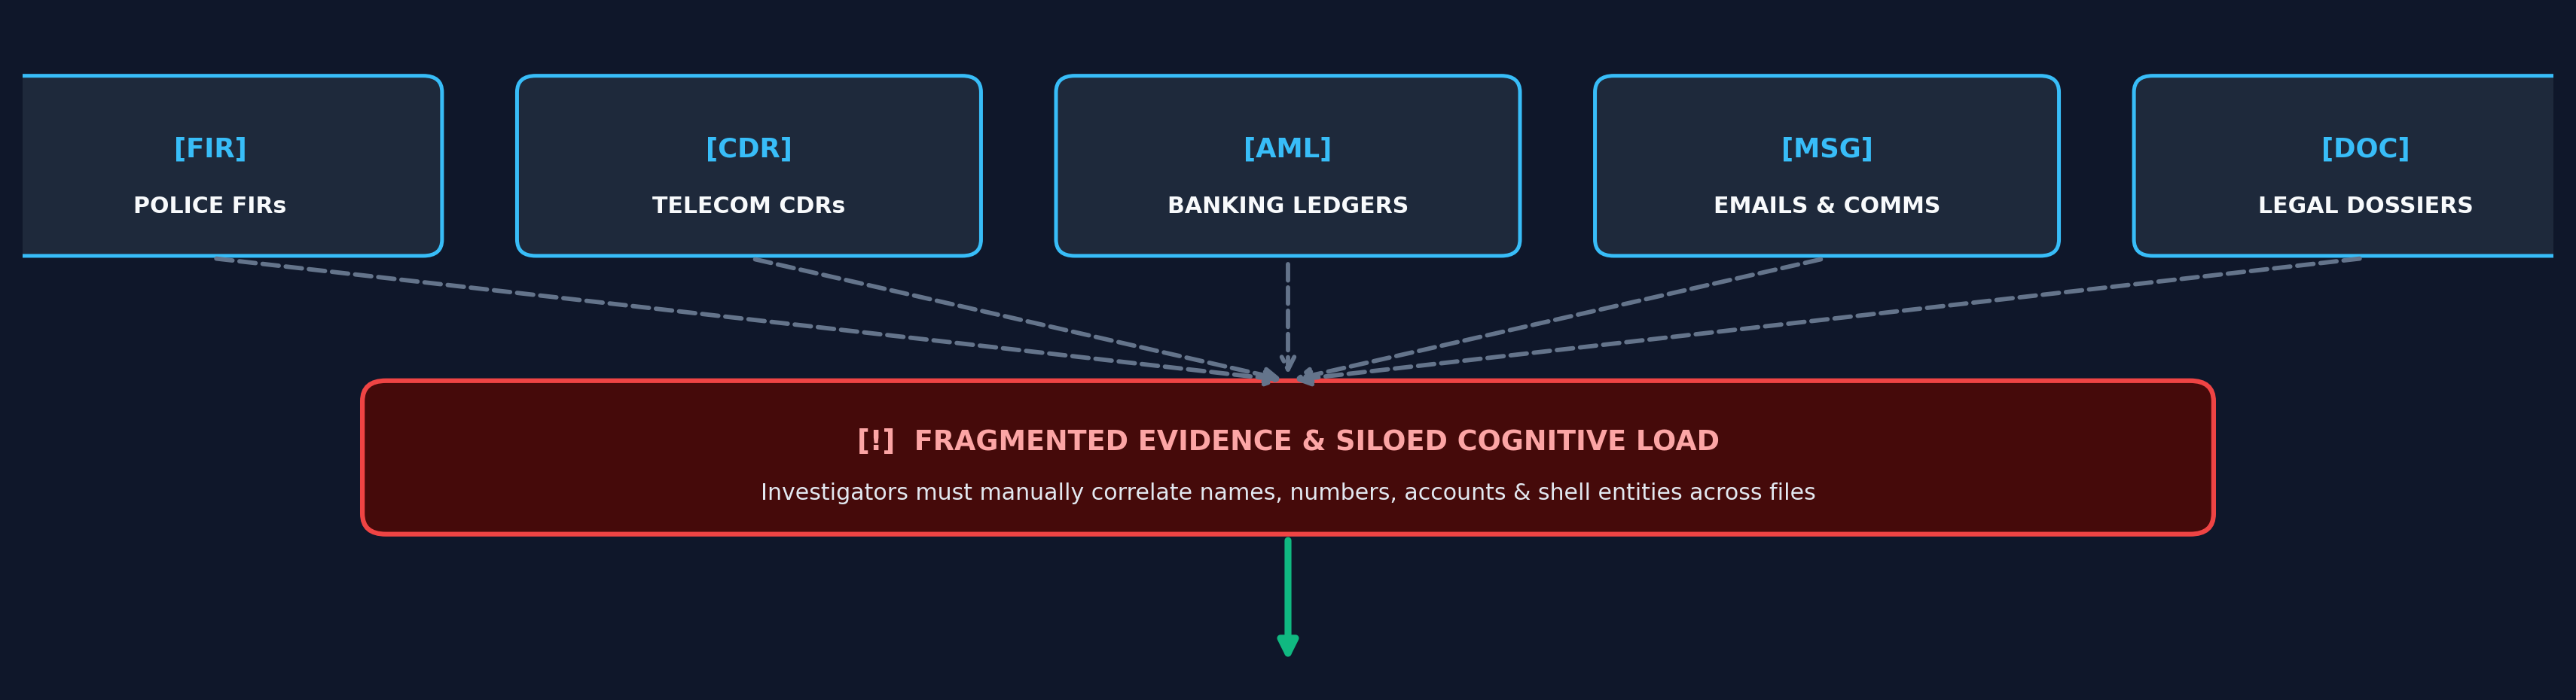 [FIR]
POLICE FIRs
[CDR]
TELECOM CDRs
[AML]
BANKING LEDGERS
[MSG]
EMAILS & COMMS
[DOC]
LEGAL DOSSIERS
[!]  FRAGMENTED EVIDENCE & SILOED COGNITIVE LOAD
Investigators must manually correlate names, numbers, accounts & shell entities across files